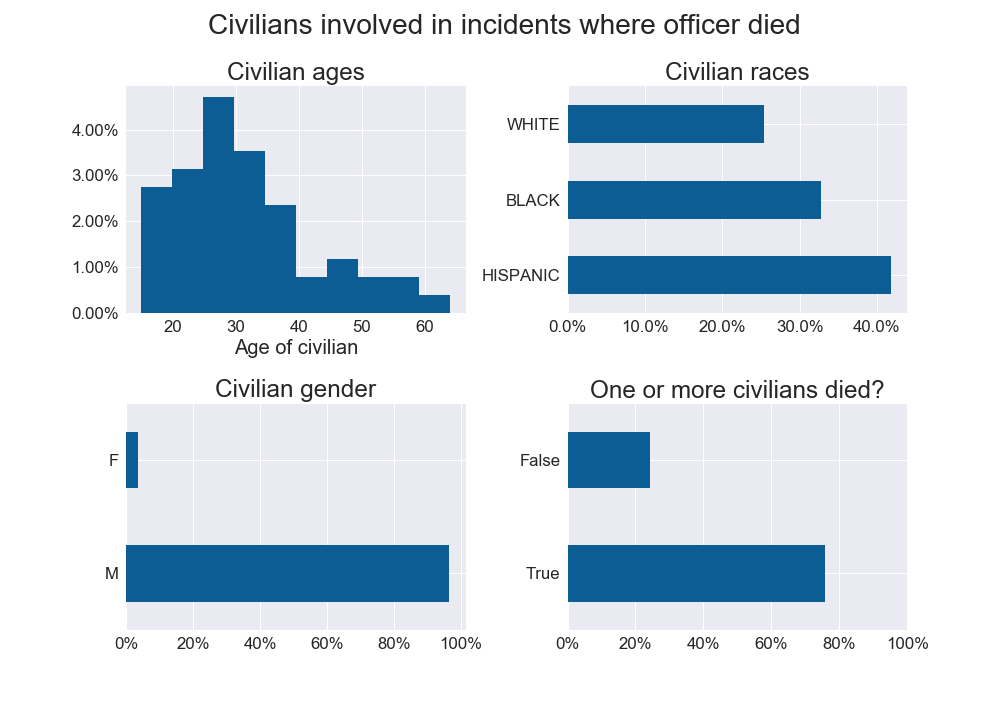 Civilians involved in incidents where officer died
Civilian ages
4.00%
3.00%
2.00%
1.00%
0.00%
20 30 40 50 60
Age of civilian
Civilian races
WHITE
BLACK
HISPANIC
0.0% 10.0% 20.0% 30.0% 40.0%
Civilian gender
F
M
0% 20% 40% 60% 80% 100%
One or more civilians died?
False
True
0% 20% 40% 60% 80% 100%